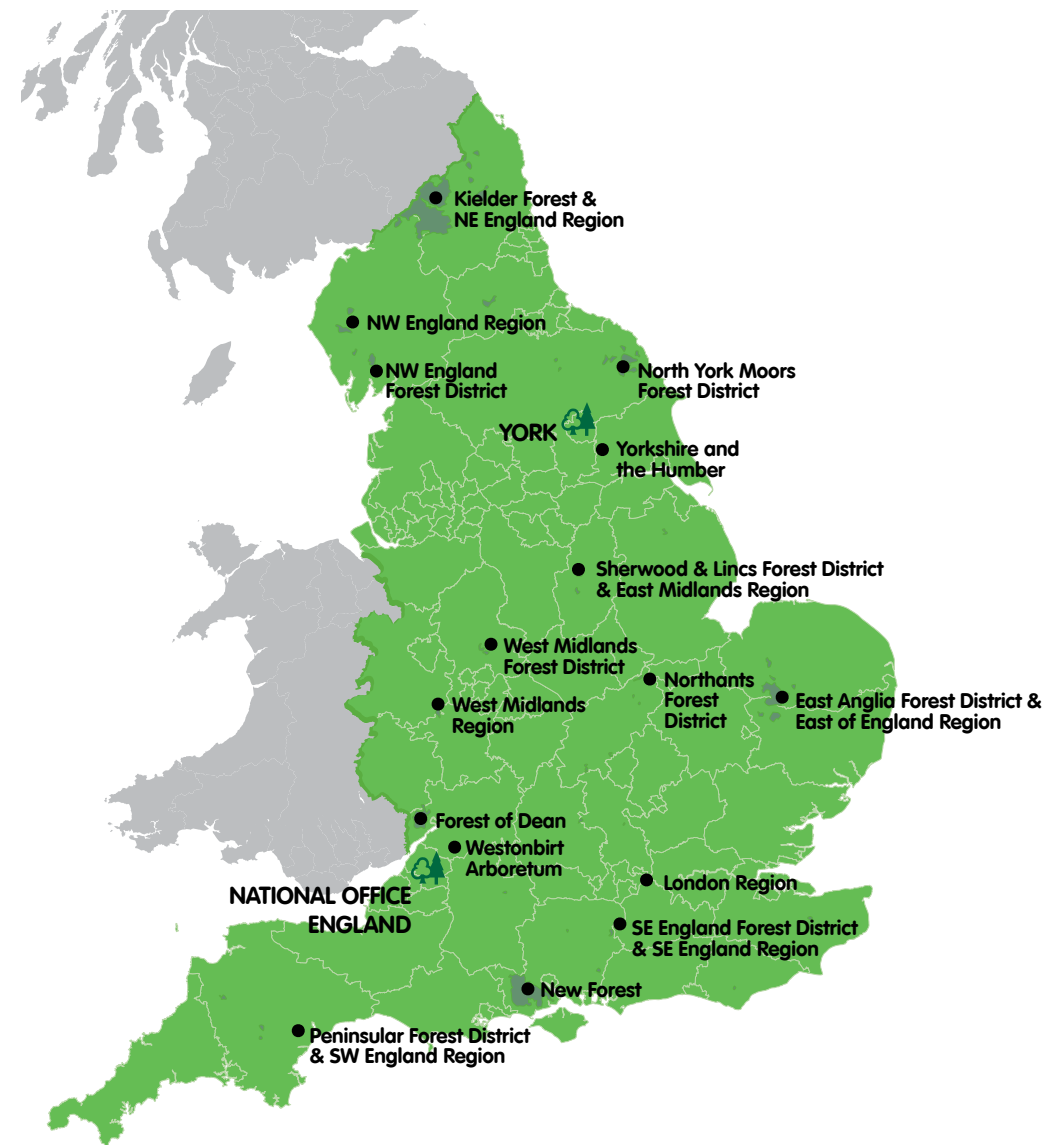 Kielder Forest &
NE England Region
NW England Region
NW England
Forest District
North York Moors
Forest District
YORK
Yorkshire and
the Humber
Sherwood & Lincs Forest District
& East Midlands Region
West Midlands
Forest District
Northants
Forest
District
East Anglia Forest District &
East of England Region
West Midlands
Region
Forest of Dean
Westonbirt
Arboretum
NATIONAL OFFICE
ENGLAND
London Region
SE England Forest District
& SE England Region
New Forest
Peninsular Forest District
& SW England Region